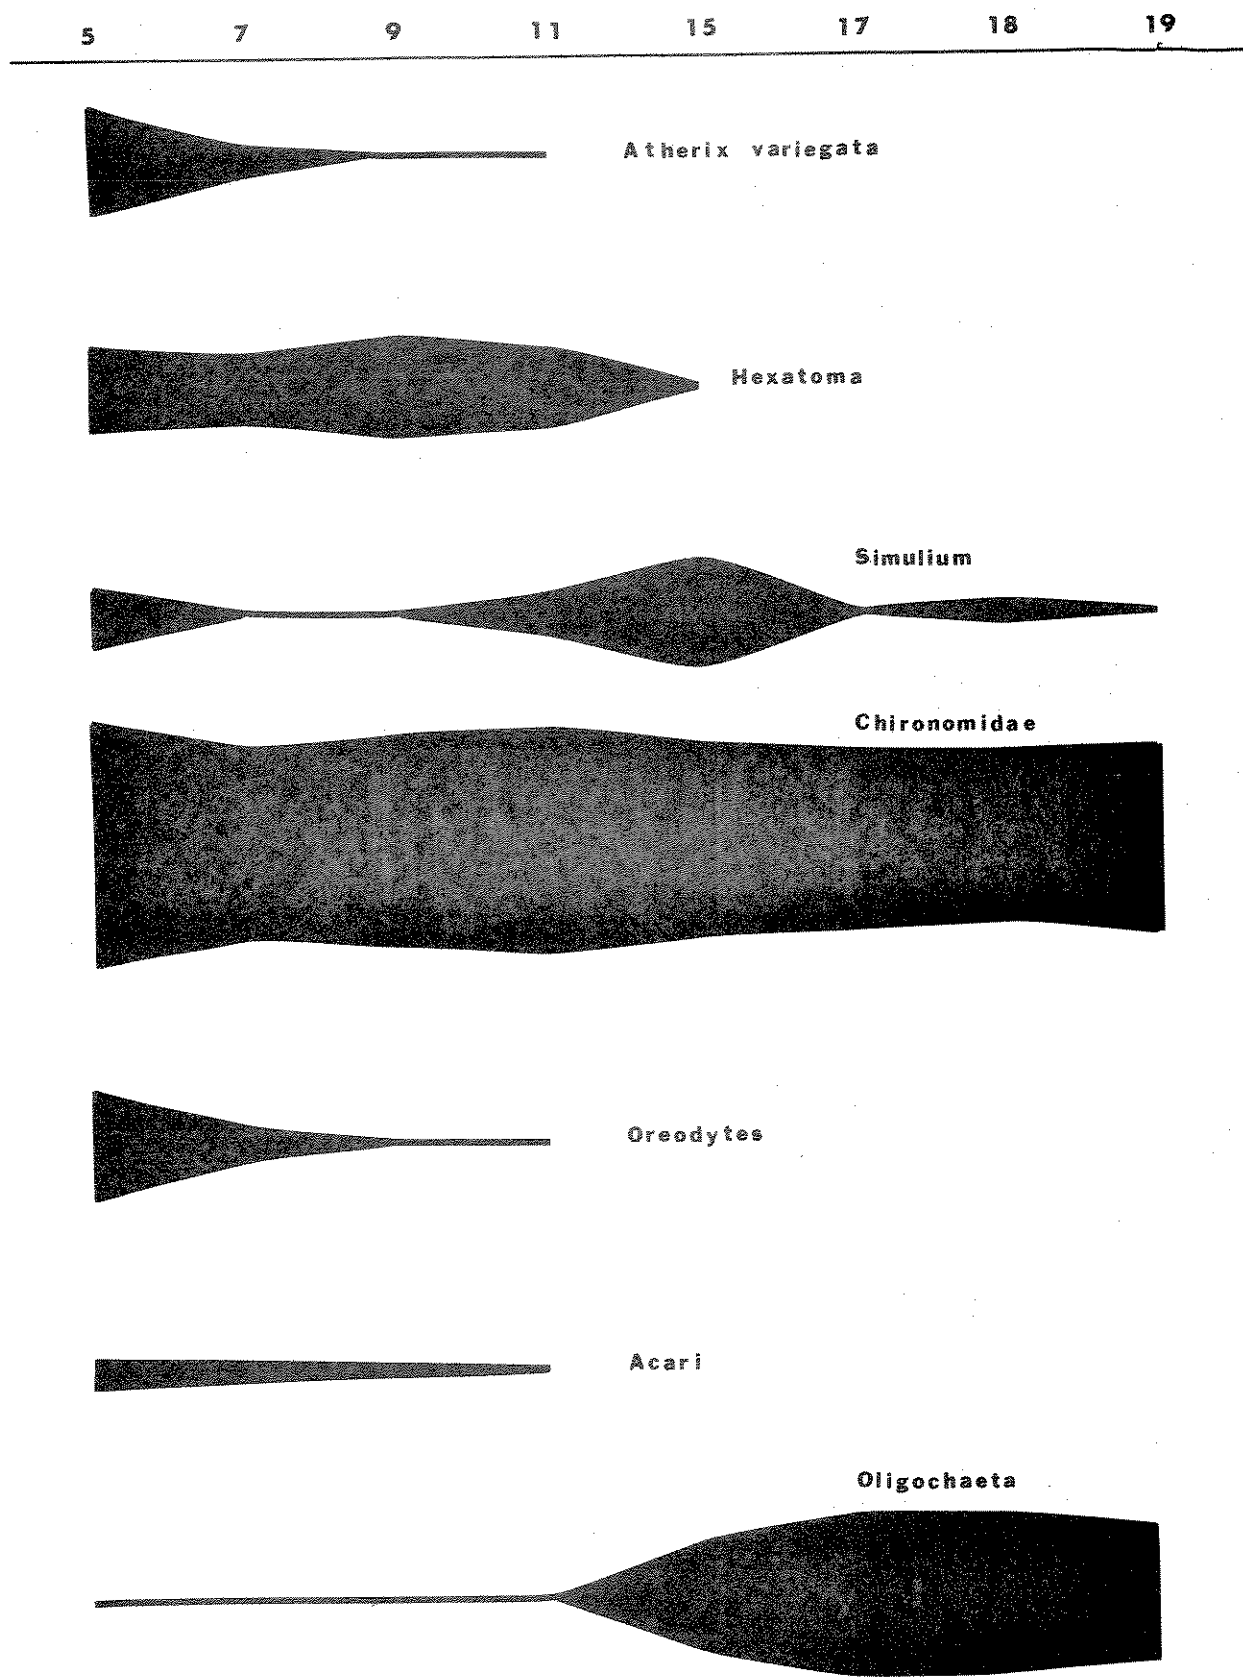 5 7 9 11 15 17 18 19
Atherix variegata
Hexatoma
Simulium
Chironomidae
Oreodytes
Acari
Oligochaeta